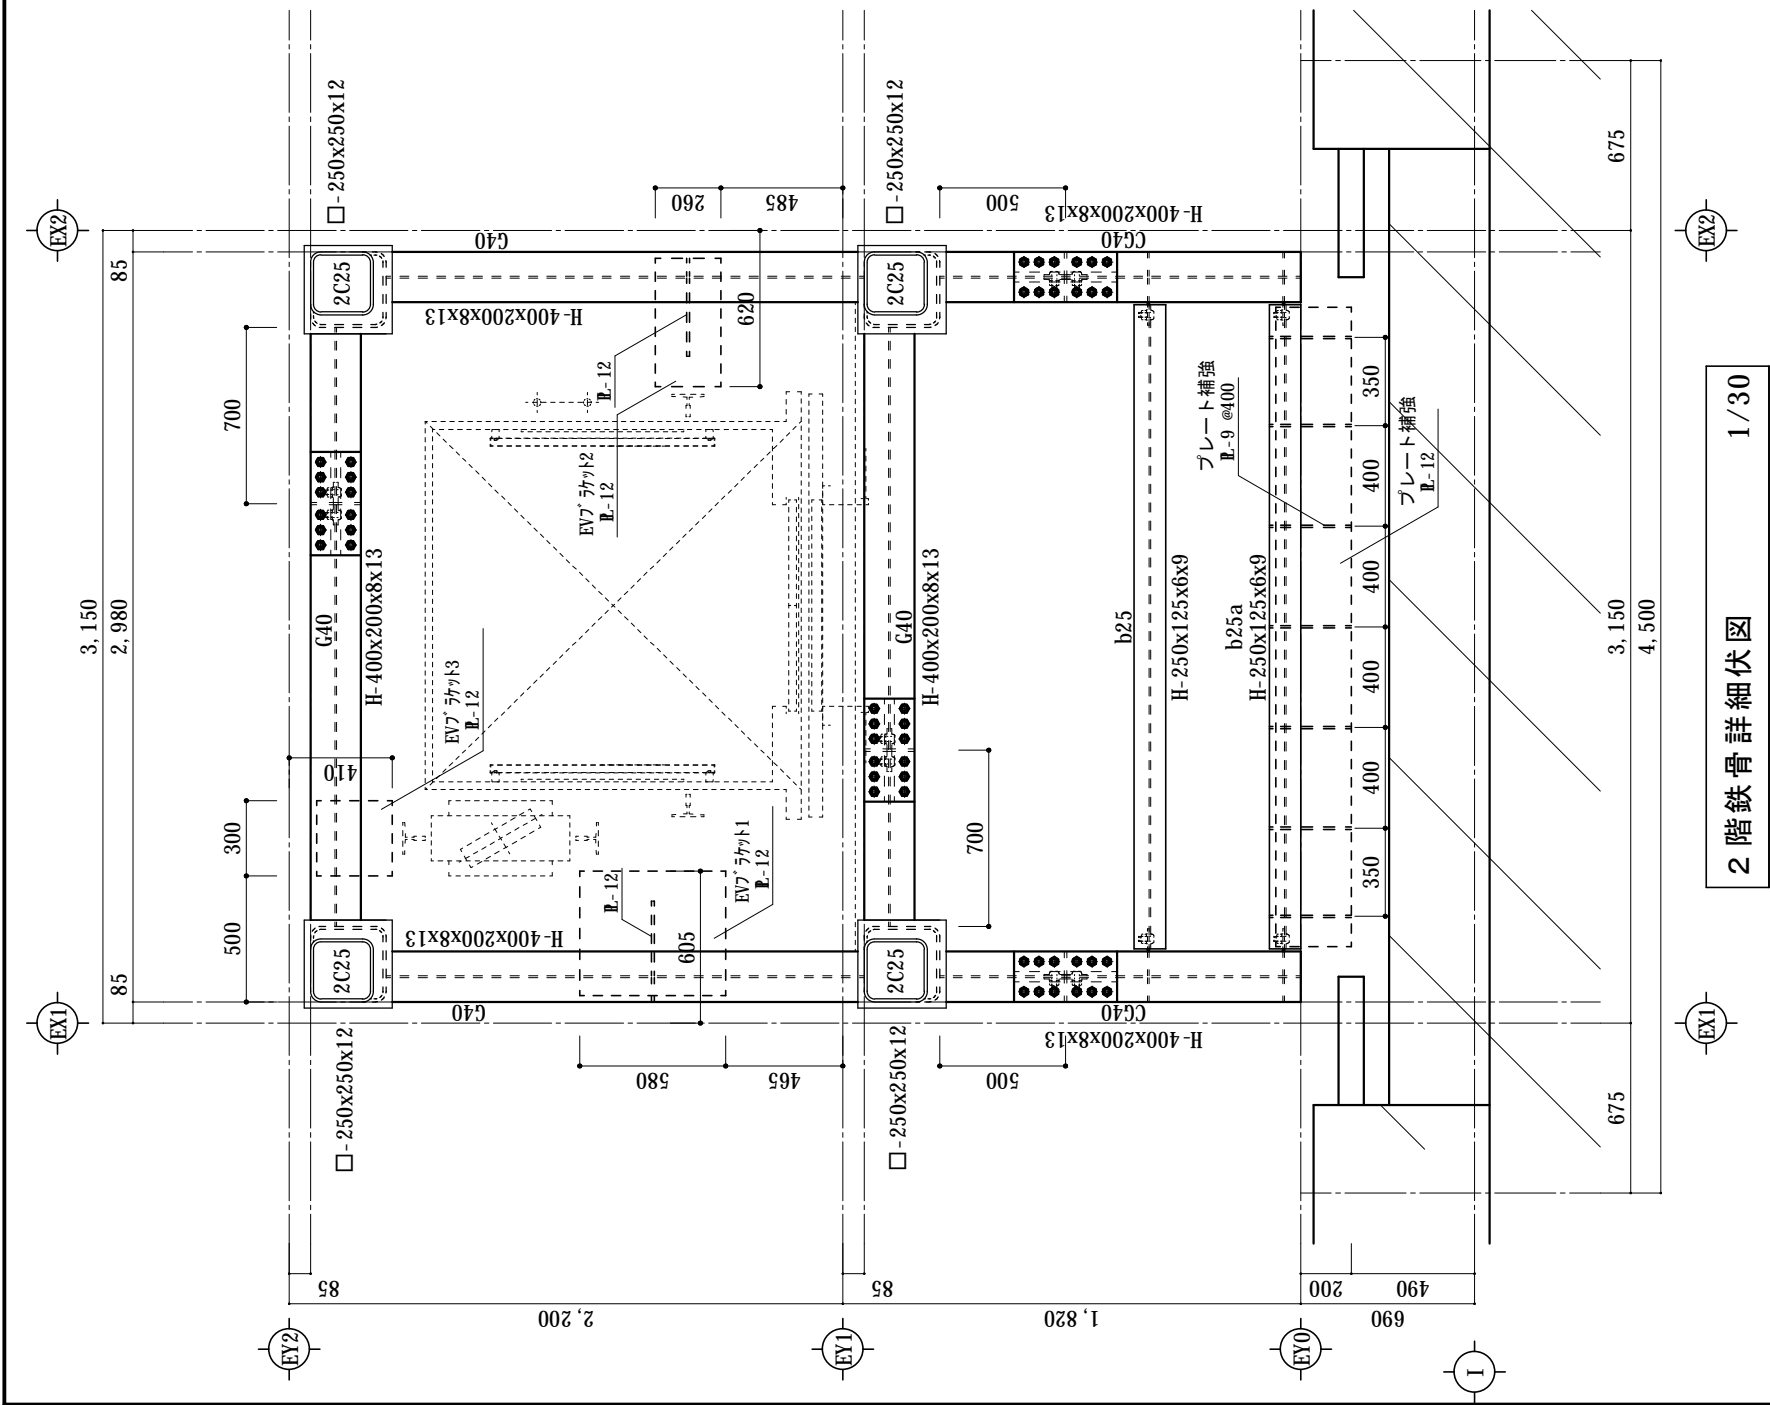 EX2
EX2
EX1
EX1
EY2
EY1
EY0
I
3,150
2,980
85
85
700
300
500
410
□-250x250x12
□-250x250x12
□-250x250x12
□-250x250x12
2C25
2C25
2C25
2C25
G40
H-400x200x8x13
G40
H-400x200x8x13
G40
H-400x200x8x13
G40
H-400x200x8x13
CG40
H-400x200x8x13
CG40
H-400x200x8x13
260
485
500
620
PL-12
EVブラケット2
PL-12
EVブラケット3
PL-12
PL-12
EVブラケット1
PL-12
605
580
465
500
700
b25
H-250x125x6x9
b25a
H-250x125x6x9
プレート補強
PL-9 @400
プレート補強
PL-12
350
400
400
400
400
350
675
3,150
4,500
675
85
2,200
85
1,820
200
490
690
2階鉄骨詳細伏図 1/30